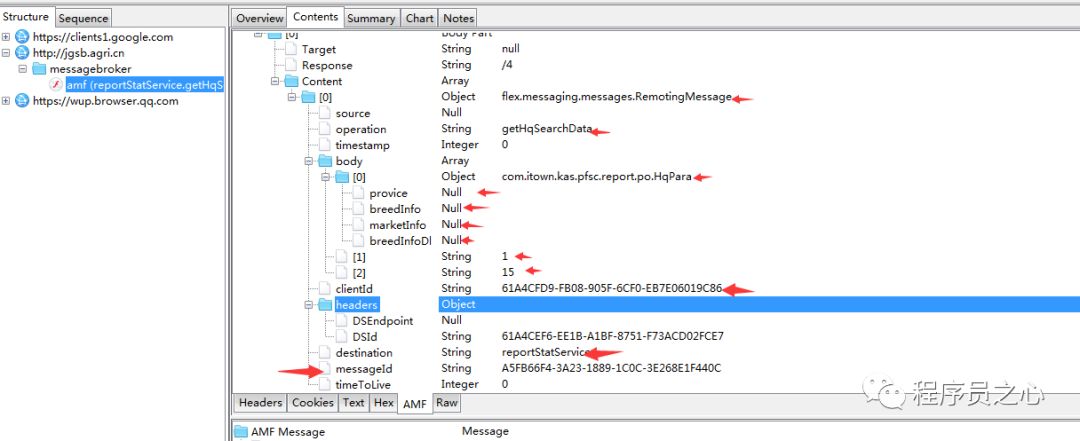 Structure Sequence
https://clients1.google.com
http://jgsb.agri.cn
messagebroker
amf (reportStatService.getHqS
https://wup.browser.qq.com
Overview Contents Summary Chart Notes
[0] Body Part
Target String null
Response String /4
Content Array
[0] Object flex.messaging.messages.RemotingMessage
source Null
operation String getHqSearchData
timestamp Integer 0
body Array
[0] Object com.itown.kas.pfsc.report.po.HqPara
provice Null
breedInfo Null
marketInfo Null
breedInfoDl Null
[1] String 1
[2] String 15
clientId String 61A4CFD9-FB08-905F-6CF0-EB7E06019C86
headers Object
DSEndpoint Null
DSId String 61A4CEF6-EE1B-A1BF-8751-F73ACD02FCE7
destination String reportStatService
messageId String A5FB66F4-3A23-1889-1C0C-3E268E1F440C
timeToLive Integer 0
Headers Cookies Text Hex AMF Raw
AMF Message Message
程序员之心